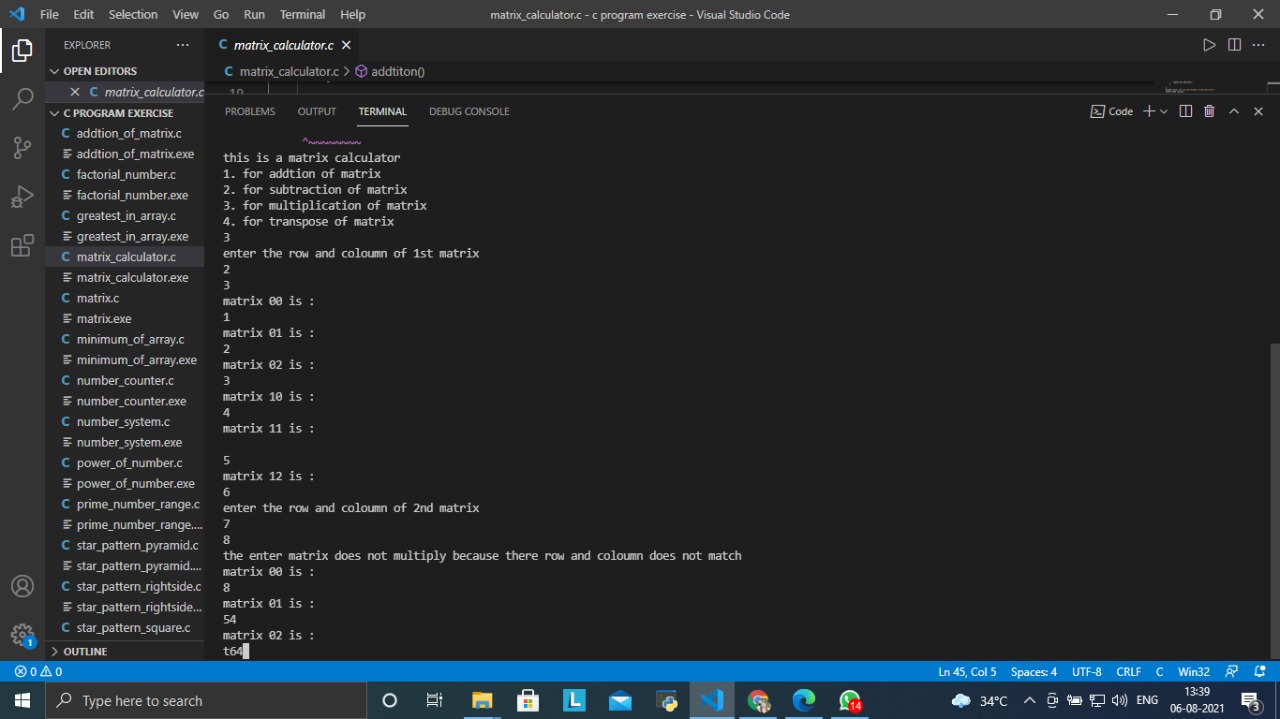 File Edit Selection View Go Run Terminal Help
matrix_calculator.c - c program exercise - Visual Studio Code
EXPLORER
OPEN EDITORS
matrix_calculator.c
C PROGRAM EXERCISE
addtion_of_matrix.c
addtion_of_matrix.exe
factorial_number.c
factorial_number.exe
greatest_in_array.c
greatest_in_array.exe
matrix_calculator.c
matrix_calculator.exe
matrix.c
matrix.exe
minimum_of_array.c
minimum_of_array.exe
number_counter.c
number_counter.exe
number_system.c
number_system.exe
power_of_number.c
power_of_number.exe
prime_number_range.c
prime_number_range....
star_pattern_pyramid.c
star_pattern_pyramid....
star_pattern_rightside.c
star_pattern_rightside...
star_pattern_square.c
OUTLINE
C matrix_calculator.c
C matrix_calculator.c > addtiton()
19
PROBLEMS OUTPUT TERMINAL DEBUG CONSOLE
Code
^~~~~~~~~
this is a matrix calculator
1. for addtion of matrix
2. for subtraction of matrix
3. for multiplication of matrix
4. for transpose of matrix
3
enter the row and coloumn of 1st matrix
2
3
matrix 00 is :
1
matrix 01 is :
2
matrix 02 is :
3
matrix 10 is :
4
matrix 11 is :
5
matrix 12 is :
6
enter the row and coloumn of 2nd matrix
7
8
the enter matrix does not multiply because there row and coloumn does not match
matrix 00 is :
8
matrix 01 is :
54
matrix 02 is :
t64
1
0 0 Ln 45, Col 5 Spaces: 4 UTF-8 CRLF C Win32
Type here to search
L
14
34°C
ENG
13:39
06-08-2021
3